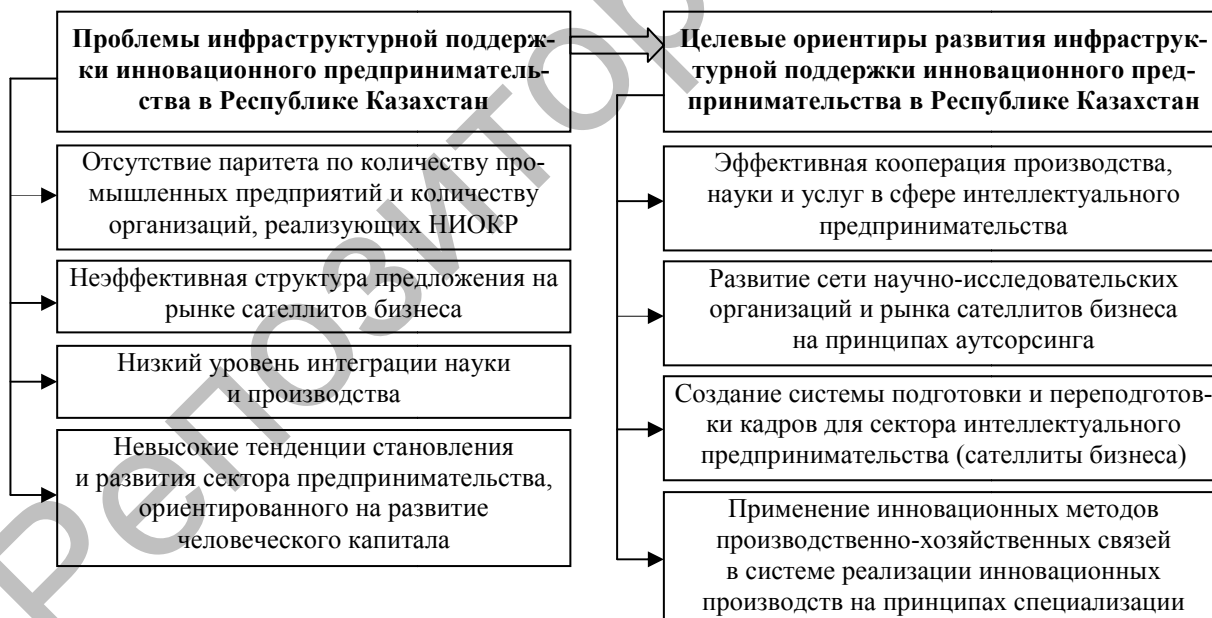 Проблемы инфраструктурной поддерж-
ки инновационного предприниматель-
ства в Республике Казахстан
Отсутствие паритета по количеству про-
мышленных предприятий и количеству
организаций, реализующих НИОКР
Неэффективная структура предложения на
рынке сателлитов бизнеса
Низкий уровень интеграции науки
и производства
Невысокие тенденции становления
и развития сектора предпринимательства,
ориентированного на развитие
человеческого капитала
Целевые ориентиры развития инфраструк-
турной поддержки инновационного пред-
принимательства в Республике Казахстан
Эффективная кооперация производства,
науки и услуг в сфере интеллектуального
предпринимательства
Развитие сети научно-исследовательских
организаций и рынка сателлитов бизнеса
на принципах аутсорсинга
Создание системы подготовки и переподготов-
ки кадров для сектора интеллектуального
предпринимательства (сателлиты бизнеса)
Применение инновационных методов
производственно-хозяйственных связей
в системе реализации инновационных
производств на принципах специализации
Репозитор